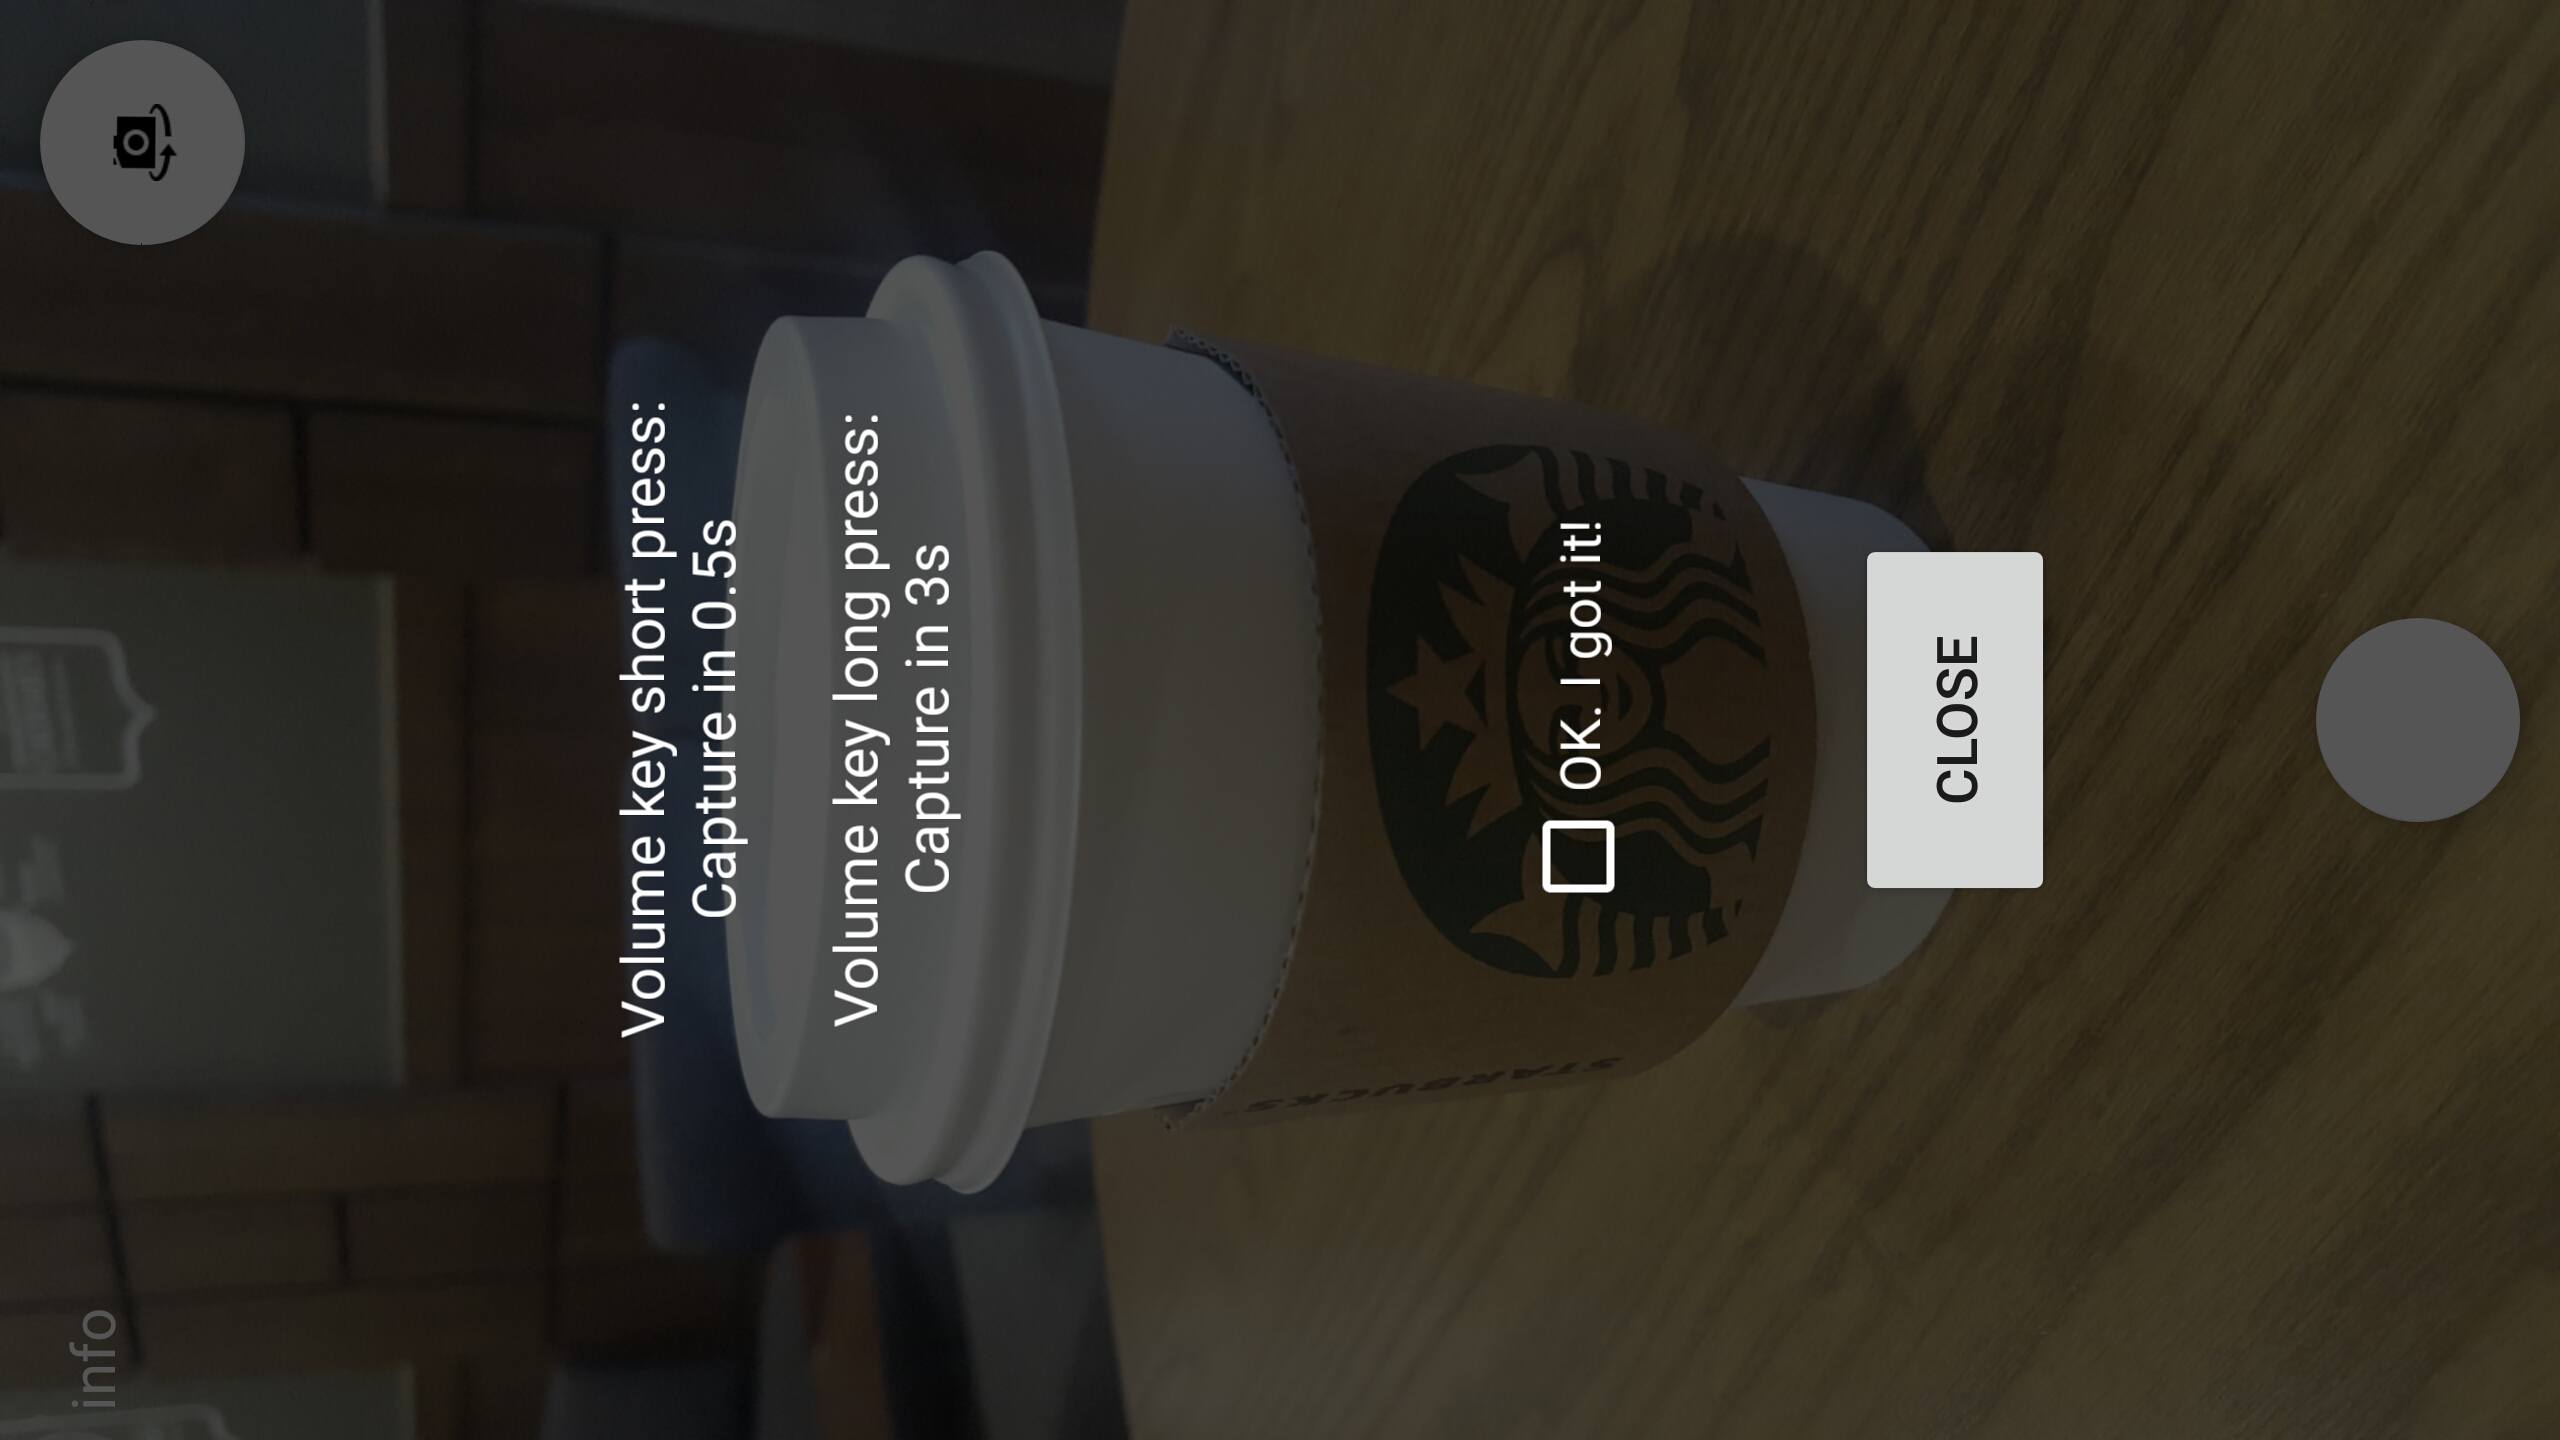 info
Volume key short press:
Capture in 0.5s
Volume key long press:
Capture in 3s
OK. I got it!
CLOSE
STARBUCKS